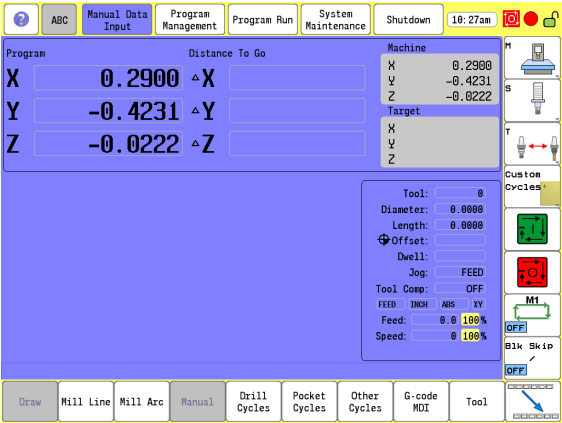 ?
ABC
Manual Data
Input
Program
Management
Program Run
System
Maintenance
Shutdown
10:27am
Program
Distance To Go
X 0.2900 △X
Y -0.4231 △Y
Z -0.0222 △Z
Machine
X 0.2900
Y -0.4231
Z -0.0222
Target
X
Y
Z
Tool: 0
Diameter: 0.0000
Length: 0.0000
Offset:
Dwell:
Jog: FEED
Tool Comp: OFF
FEED INCH ABS XY
Feed: 0.0 100%
Speed: 0 100%
M
S
T
Custom
Cycles+
I
M1
OFF
Blk Skip
/
OFF
Draw
Mill Line
Mill Arc
Manual
Drill
Cycles
Pocket
Cycles
Other
Cycles
G-code
MDI
Tool